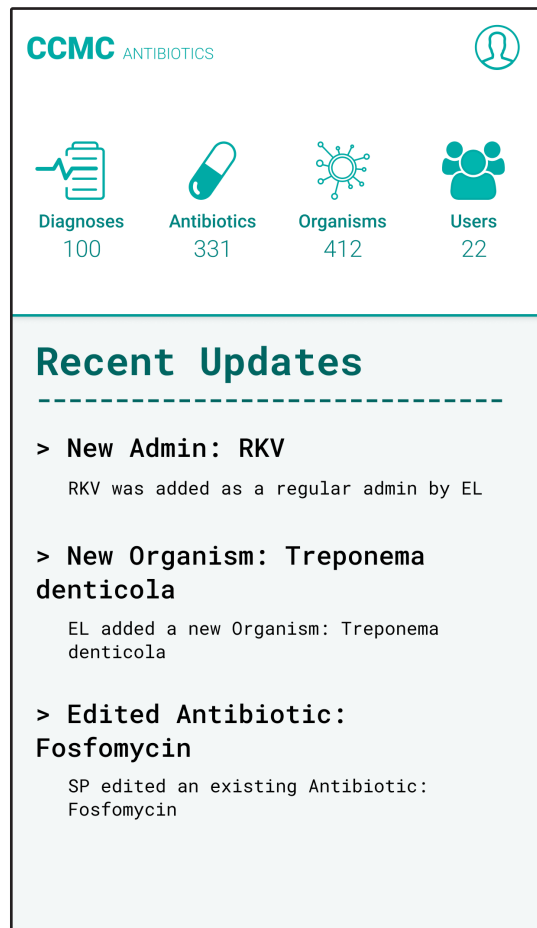 CCMC ANTIBIOTICS
Diagnoses Antibiotics Organisms Users
100 331 412 22
Recent Updates
------------------------------
> New Admin: RKV
RKV was added as a regular admin by EL
> New Organism: Treponema
denticola
EL added a new Organism: Treponema
denticola
> Edited Antibiotic:
Fosfomycin
SP edited an existing Antibiotic:
Fosfomycin